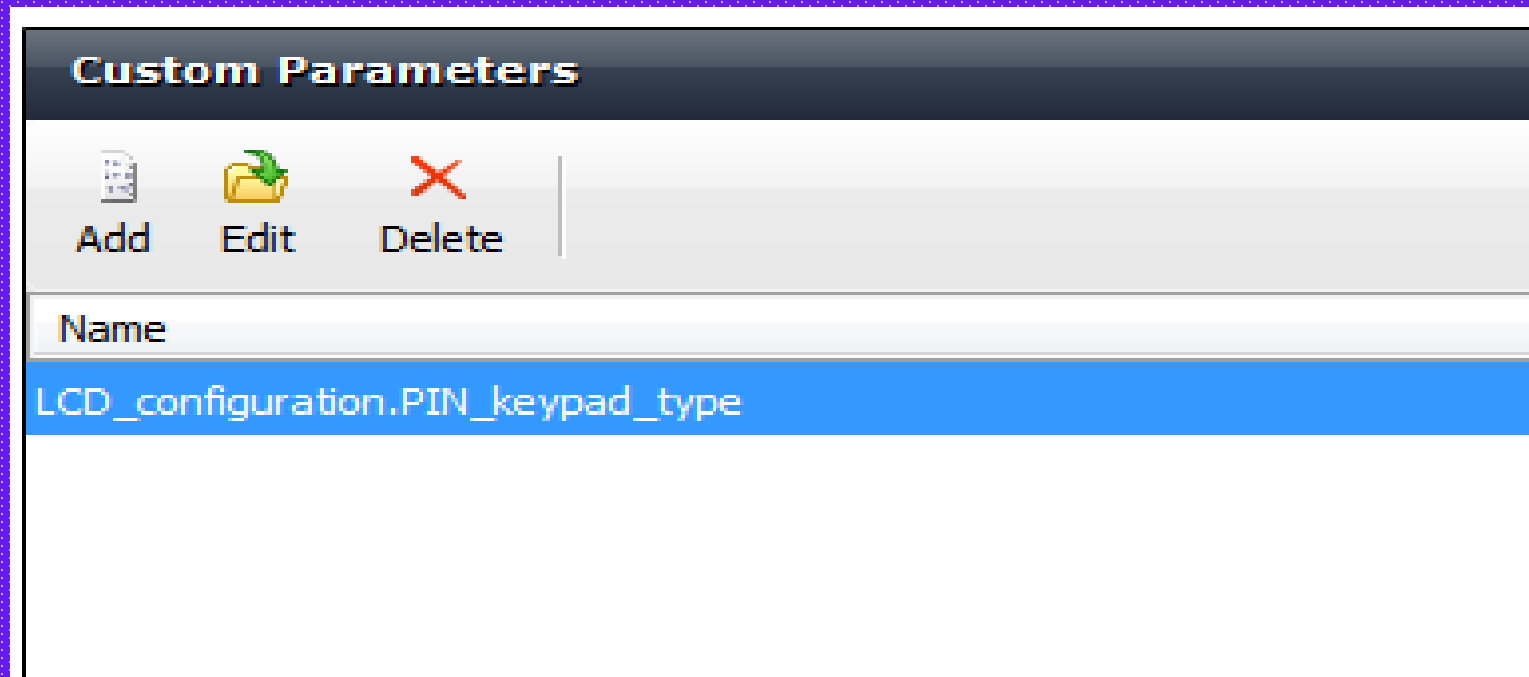 Custom Parameters
Add Edit Delete
Name
LCD_configuration.PIN_keypad_type